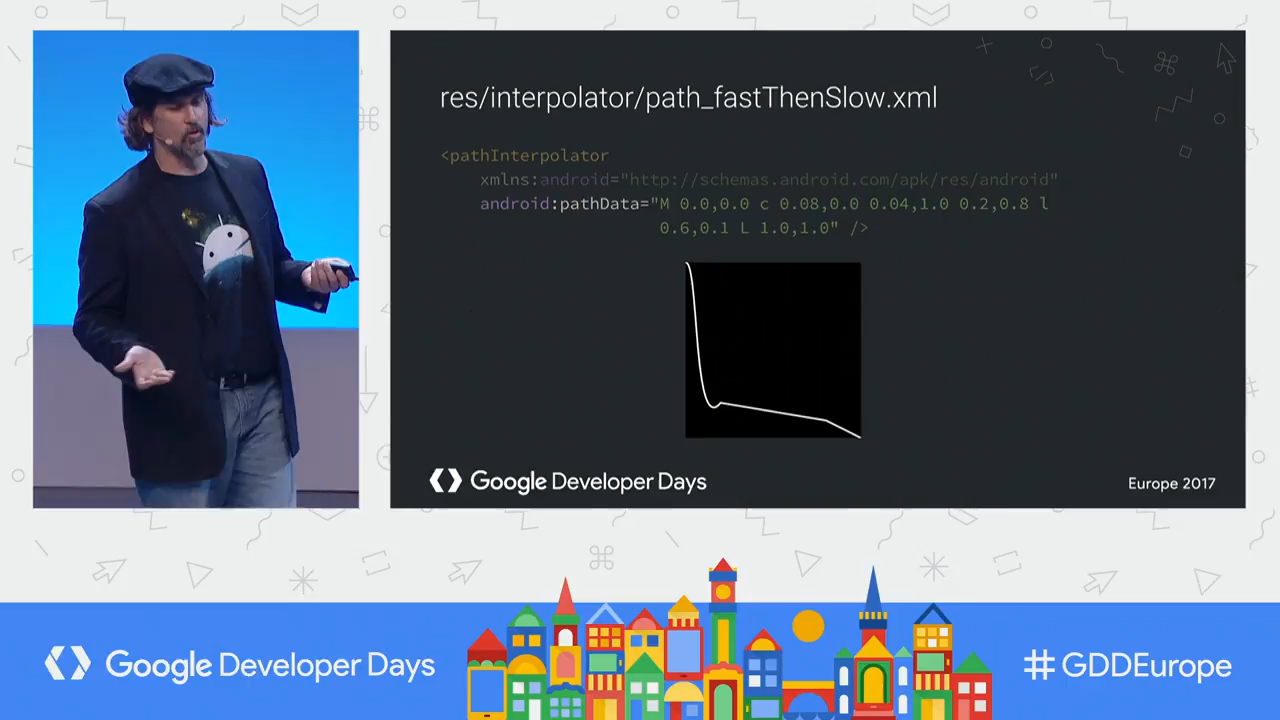 res/interpolator/path_fastThenSlow.xml
<pathInterpolator
xmlns:android="http://schemas.android.com/apk/res/android"
android:pathData="M 0.0,0.0 c 0.08,0.0 0.04,1.0 0.2,0.8 l
0.6,0.1 L 1.0,1.0" />
Google Developer Days
Europe 2017
Google Developer Days
#GDDEurope